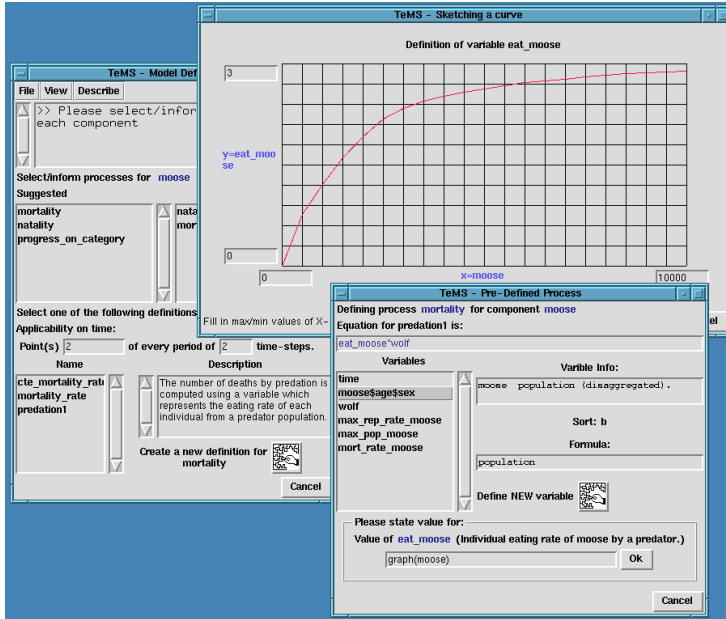 TeMS - Sketching a curve
Definition of variable eat_moose
3
y=eat_moo
se
0
0
x=moose
10000
Fill in max/min values of X-
el
TeMS - Model Def
File View Describe
>> Please select/infor
each component
Select/inform processes for moose
Suggested
mortality
natality
progress_on_category
nata
mor
Select one of the following definitions
Applicability on time:
Point(s) 2 of every period of 2 time-steps.
Name Description
cte_mortality_rate
mortality_rate
predation1
The number of deaths by predation is
computed using a variable which
represents the eating rate of each
individual from a predator population.
Create a new definition for
mortality
Cancel
TeMS - Pre-Defined Process
Defining process mortality for component moose
Equation for predation1 is:
eat_moose*wolf
Variables
time
moose$age$sex
wolf
max_rep_rate_moose
max_pop_moose
mort_rate_moose
Varible Info:
moose population (disaggregated).
Sort: b
Formula:
population
Define NEW variable
Please state value for:
Value of eat_moose (Individual eating rate of moose by a predator.)
graph(moose)
Ok
Cancel